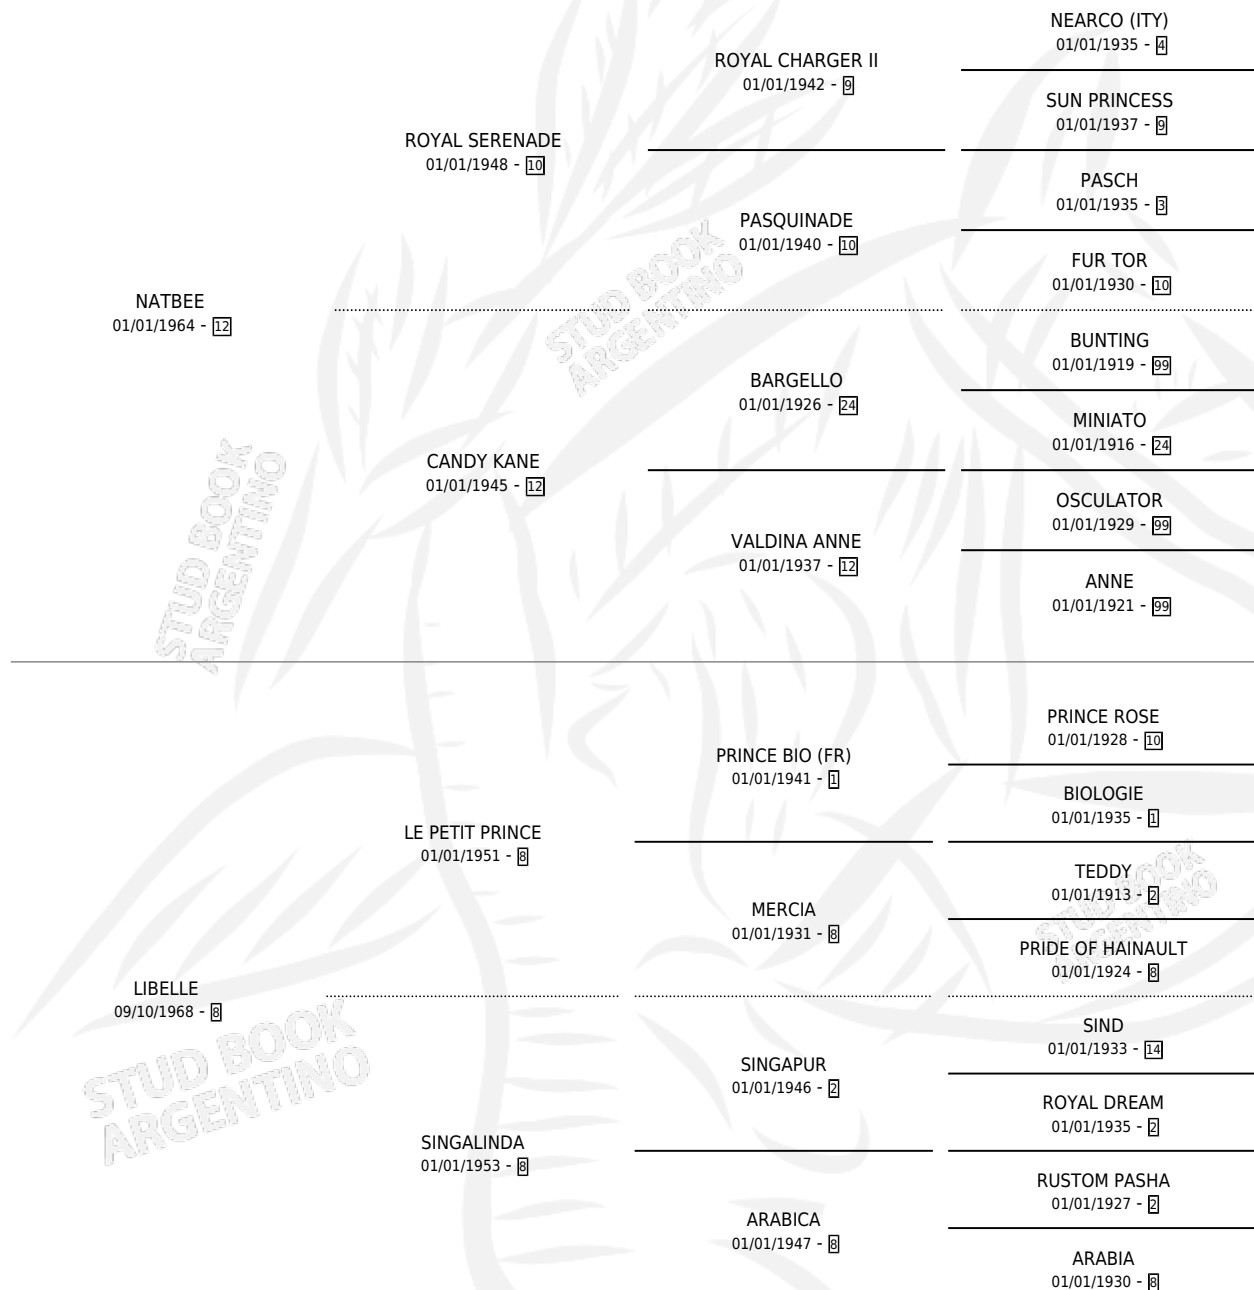 NEARCO (ITY)
01/01/1935 - 4
ROYAL CHARGER II
01/01/1942 - 9
SUN PRINCESS
01/01/1937 - 9
ROYAL SERENADE
01/01/1948 - 10
PASCH
01/01/1935 - 3
PASQUINADE
01/01/1940 - 10
FUR TOR
01/01/1930 - 10
NATBEE
01/01/1964 - 12
BUNTING
01/01/1919 - 99
BARGELLO
01/01/1926 - 24
MINIATO
01/01/1916 - 24
CANDY KANE
01/01/1945 - 12
OSCULATOR
01/01/1929 - 99
VALDINA ANNE
01/01/1937 - 12
ANNE
01/01/1921 - 99
PRINCE ROSE
01/01/1928 - 10
PRINCE BIO (FR)
01/01/1941 - 1
BIOLOGIE
01/01/1935 - 1
LE PETIT PRINCE
01/01/1951 - 8
TEDDY
01/01/1913 - 2
MERCIA
01/01/1931 - 8
PRIDE OF HAINAULT
01/01/1924 - 8
LIBELLE
09/10/1968 - 8
SIND
01/01/1933 - 14
SINGAPUR
01/01/1946 - 2
ROYAL DREAM
01/01/1935 - 2
SINGALINDA
01/01/1953 - 8
RUSTOM PASHA
01/01/1927 - 2
ARABICA
01/01/1947 - 8
ARABIA
01/01/1930 - 8
STUD BOOK
ARGENTINO
STUD BOOK
ARGENTINO
STUD BOOK
ARGENTINO
STUD BOOK
ARGENTINO